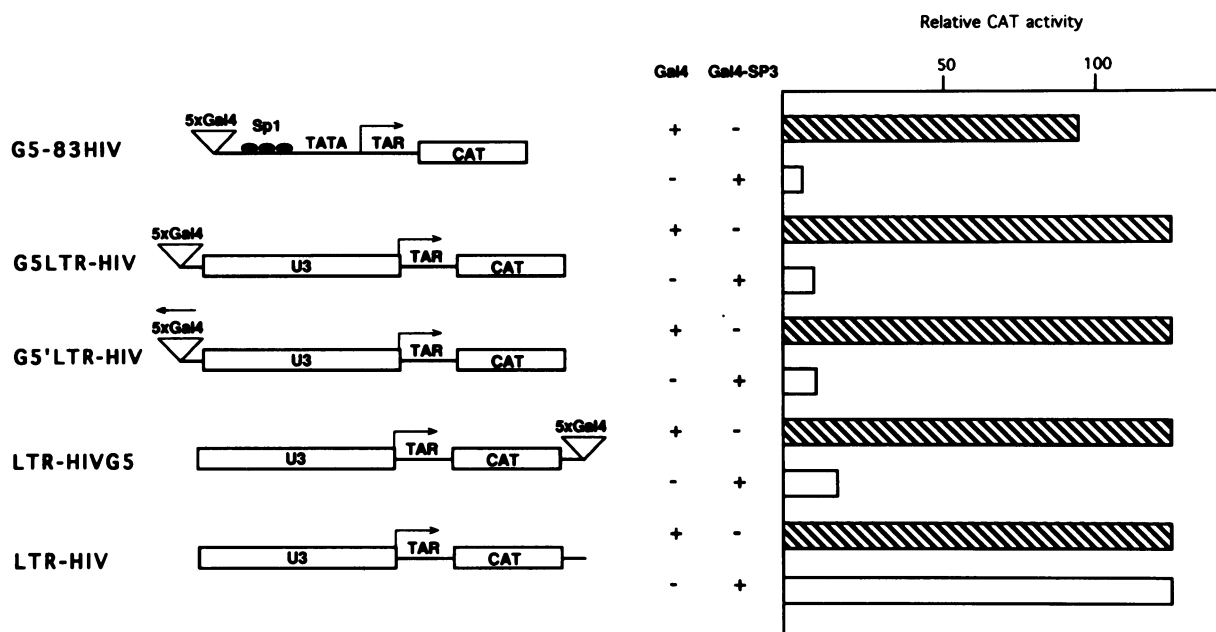 Relative CAT activity
Gal4 Gal4-SP3 50 100
5xGal4 Sp1 TATA TAR CAT
G5-83HIV
+ -
- +
5xGal4
G5LTR-HIV U3 TAR CAT
+ -
- +
5xGal4
G5'LTR-HIV U3 TAR CAT
+ -
- +
5xGal4
LTR-HIVG5 U3 TAR CAT
+ -
- +
LTR-HIV U3 TAR CAT
+ -
- +